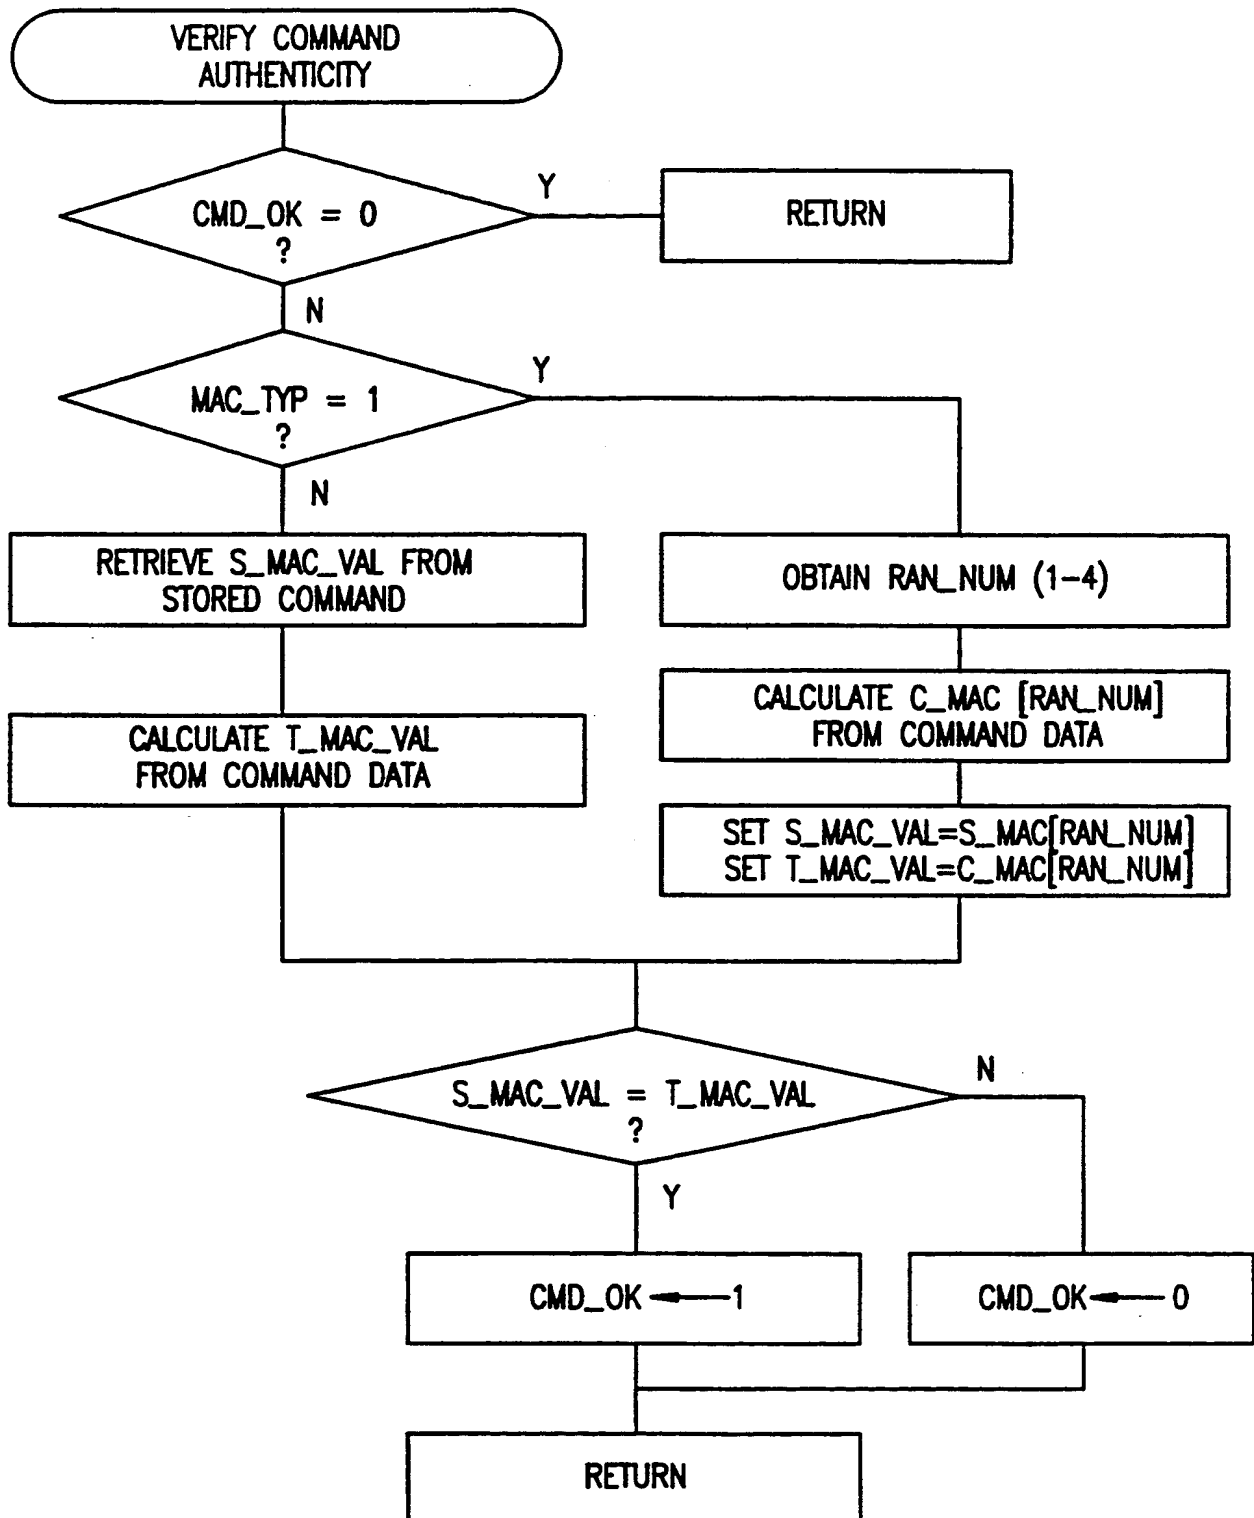 VERIFY COMMAND
AUTHENTICITY
CMD_OK = 0
?
Y
RETURN
N
MAC_TYP = 1
?
Y
N
RETRIEVE S_MAC_VAL FROM
STORED COMMAND
CALCULATE T_MAC_VAL
FROM COMMAND DATA
OBTAIN RAN_NUM (1-4)
CALCULATE C_MAC [RAN_NUM]
FROM COMMAND DATA
SET S_MAC_VAL=S_MAC[RAN_NUM]
SET T_MAC_VAL=C_MAC[RAN_NUM]
S_MAC_VAL = T_MAC_VAL
?
N
Y
CMD_OK ← 1
CMD_OK ← 0
RETURN